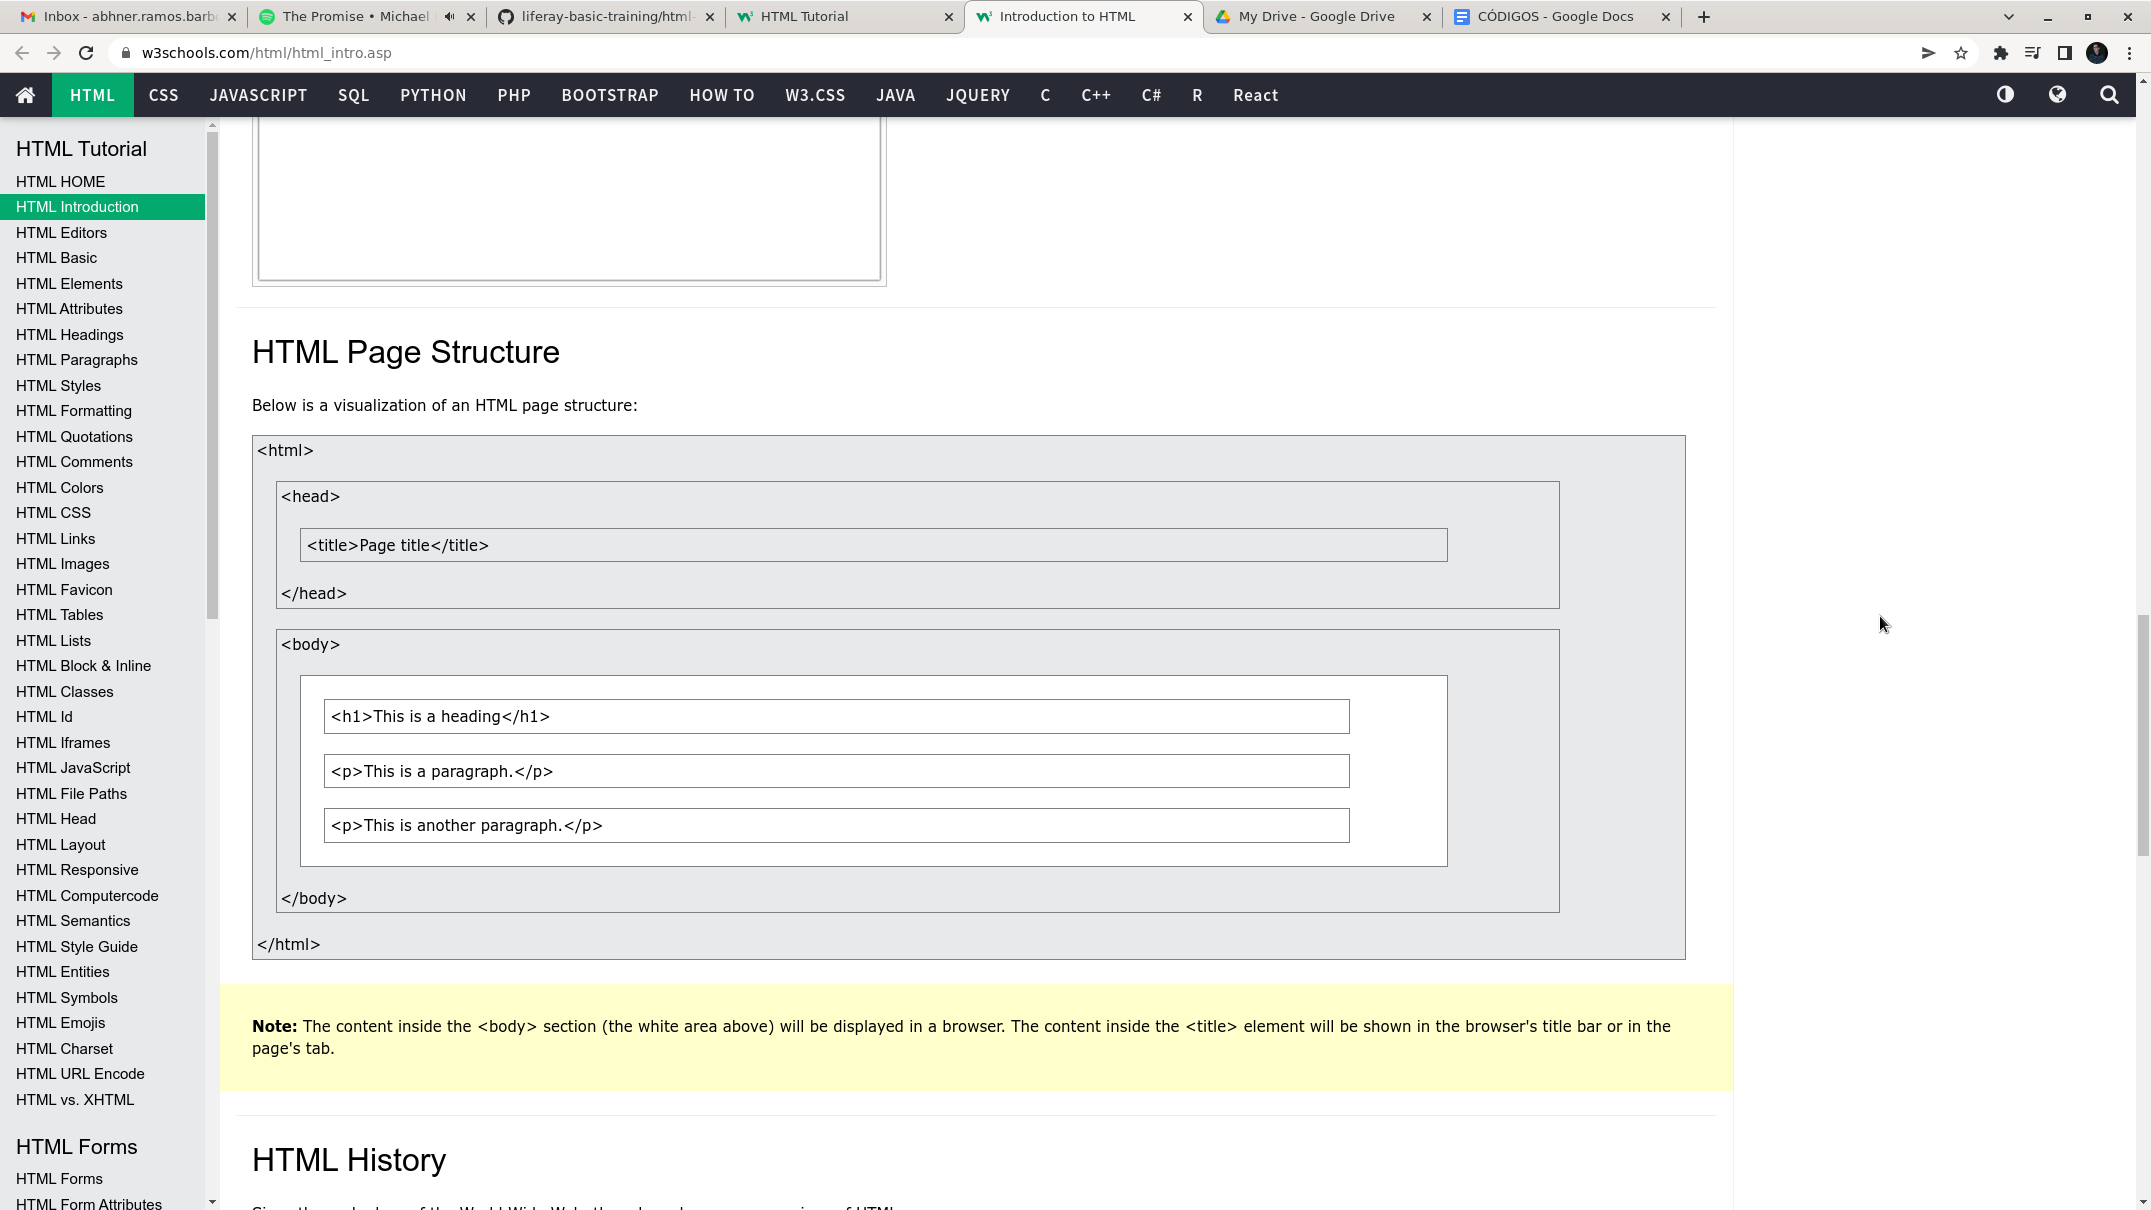 Inbox - abhner.ramos.barb
The Promise • Michael
liferay-basic-training/html-
HTML Tutorial
Introduction to HTML
My Drive - Google Drive
CÓDIGOS - Google Docs
w3schools.com/html/html_intro.asp
HTML CSS JAVASCRIPT SQL PYTHON PHP BOOTSTRAP HOW TO W3.CSS JAVA JQUERY C C++ C# R React
HTML Tutorial
HTML HOME
HTML Introduction
HTML Editors
HTML Basic
HTML Elements
HTML Attributes
HTML Headings
HTML Paragraphs
HTML Styles
HTML Formatting
HTML Quotations
HTML Comments
HTML Colors
HTML CSS
HTML Links
HTML Images
HTML Favicon
HTML Tables
HTML Lists
HTML Block & Inline
HTML Classes
HTML Id
HTML Iframes
HTML JavaScript
HTML File Paths
HTML Head
HTML Layout
HTML Responsive
HTML Computercode
HTML Semantics
HTML Style Guide
HTML Entities
HTML Symbols
HTML Emojis
HTML Charset
HTML URL Encode
HTML vs. XHTML
HTML Forms
HTML Forms
HTML Form Attributes
HTML Page Structure
Below is a visualization of an HTML page structure:
<html>
<head>
<title>Page title</title>
</head>
<body>
<h1>This is a heading</h1>
<p>This is a paragraph.</p>
<p>This is another paragraph.</p>
</body>
</html>
Note: The content inside the <body> section (the white area above) will be displayed in a browser. The content inside the <title> element will be shown in the browser's title bar or in the
page's tab.
HTML History